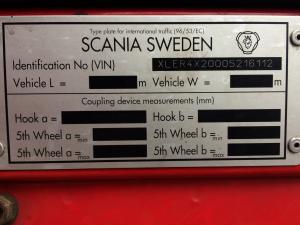 Type plate for international traffic (96/53/EC)
SCANIA SWEDEN
Identification No (VIN) XLER4X20005216112
Vehicle L = m Vehicle W = m
Coupling device measurements (mm)
Hook a = Hook b =
5th Wheel a =min 5th Wheel b =min
5th Wheel a =max 5th Wheel b =max